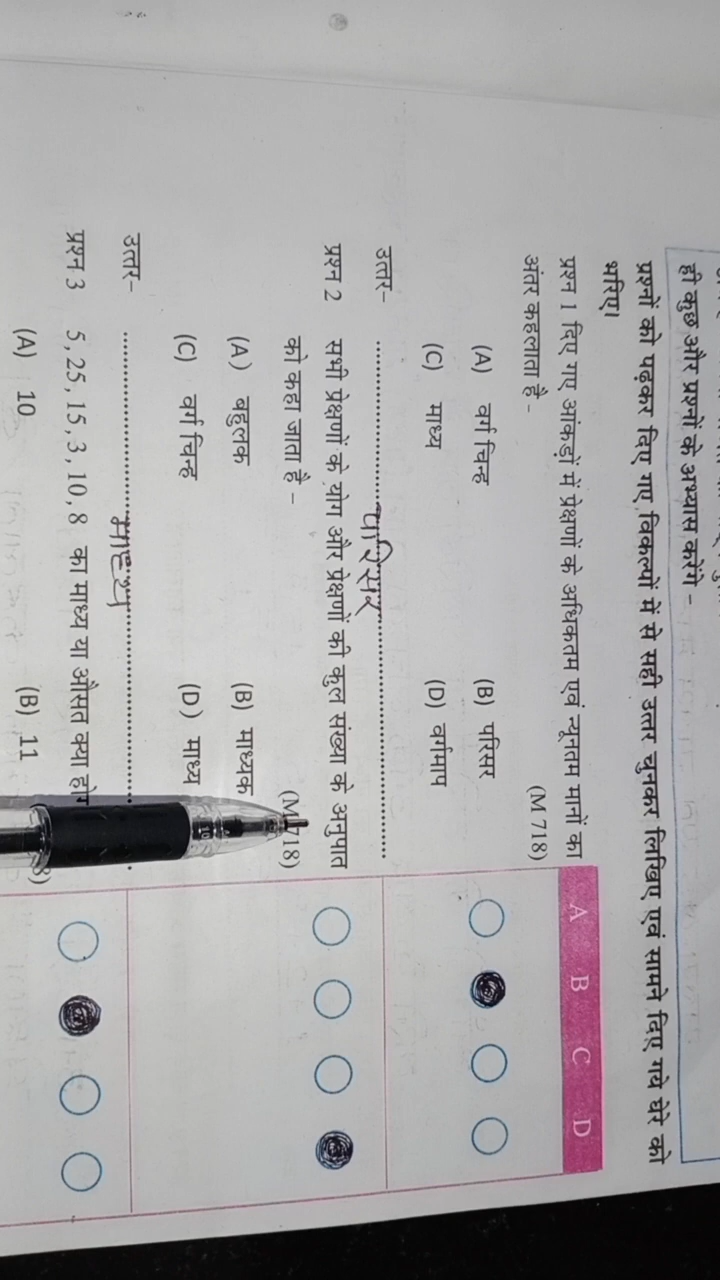 ही कुछ और प्रश्नों के अभ्यास करेंगे -
प्रश्नों को पढ़कर दिए गए विकल्पों में से सही उत्तर चुनकर लिखिए एवं सामने दिए गये घेरे को
भरिए।
A B C D
प्रश्न 1 दिए गए आंकड़ों में प्रेक्षणों के अधिकतम एवं न्यूनतम मानों का
अंतर कहलाता है - (M 718)
(A) वर्ग चिन्ह (B) परिसर
(C) माध्य (D) वर्गमाप
उत्तर- परिसर
प्रश्न 2 सभी प्रेक्षणों के योग और प्रेक्षणों की कुल संख्या के अनुपात
को कहा जाता है - (M 718)
(A) बहुलक (B) माध्यक
(C) वर्ग चिन्ह (D) माध्य
उत्तर- माध्य
प्रश्न 3 5, 25, 15, 3, 10, 8 का माध्य या औसत क्या
(A) 10 (B) 11